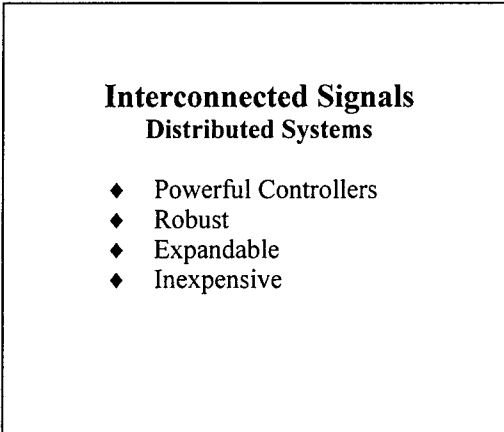 Interconnected Signals
Distributed Systems
♦ Powerful Controllers
♦ Robust
♦ Expandable
♦ Inexpensive